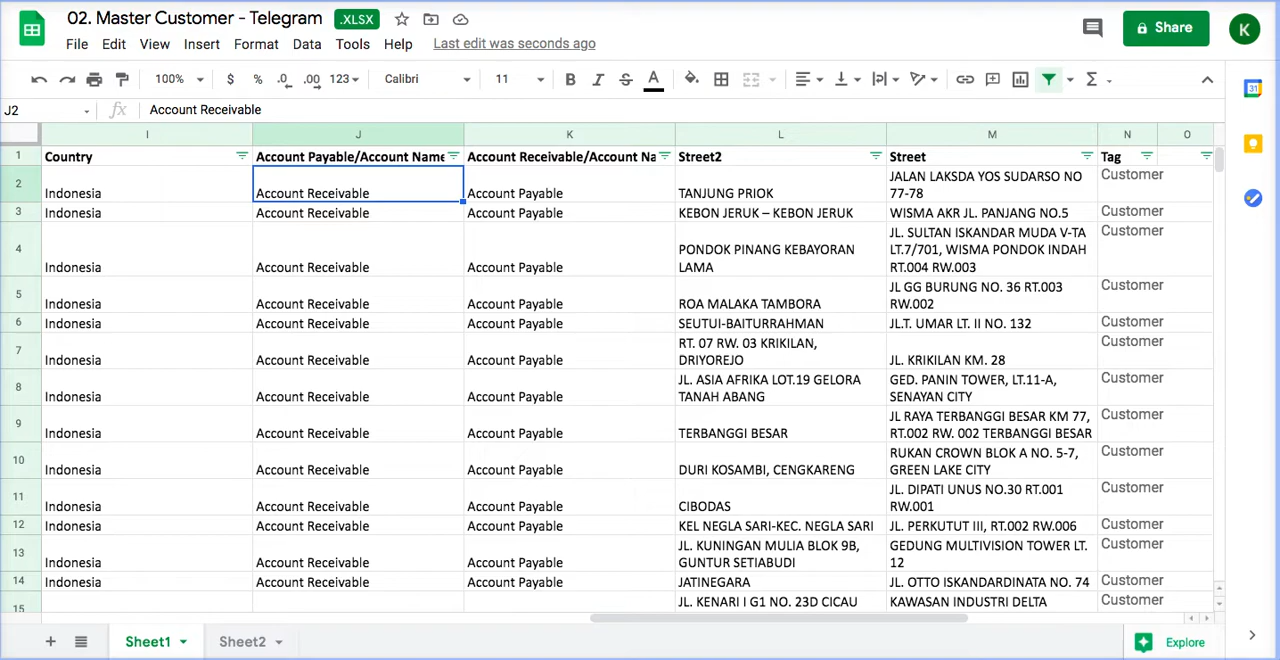 02. Master Customer - Telegram .XLSX
File Edit View Insert Format Data Tools Help Last edit was seconds ago
Share
K
100% $ % .0 .00 123 Calibri 11 B I S A Σ
31
J2 fx Account Receivable
I J K L M N O
1 Country Account Payable/Account Name Account Receivable/Account Na Street2 Street Tag
2 Indonesia Account Receivable Account Payable TANJUNG PRIOK JALAN LAKSDA YOS SUDARSO NO Customer
77-78
3 Indonesia Account Receivable Account Payable KEBON JERUK – KEBON JERUK WISMA AKR JL. PANJANG NO.5 Customer
4 Indonesia Account Receivable Account Payable PONDOK PINANG KEBAYORAN JL. SULTAN ISKANDAR MUDA V-TA Customer
LAMA LT.7/701, WISMA PONDOK INDAH
RT.004 RW.003
5 Indonesia Account Receivable Account Payable ROA MALAKA TAMBORA JL GG BURUNG NO. 36 RT.003 Customer
RW.002
6 Indonesia Account Receivable Account Payable SEUTUI-BAITURRAHMAN JL.T. UMAR LT. II NO. 132 Customer
7 Indonesia Account Receivable Account Payable RT. 07 RW. 03 KRIKILAN, JL. KRIKILAN KM. 28 Customer
DRIYOREJO
8 Indonesia Account Receivable Account Payable JL. ASIA AFRIKA LOT.19 GELORA GED. PANIN TOWER, LT.11-A, Customer
TANAH ABANG SENAYAN CITY
9 Indonesia Account Receivable Account Payable TERBANGGI BESAR JL RAYA TERBANGGI BESAR KM 77, Customer
RT.002 RW. 002 TERBANGGI BESAR
10 Indonesia Account Receivable Account Payable DURI KOSAMBI, CENGKARENG RUKAN CROWN BLOK A NO. 5-7, Customer
GREEN LAKE CITY
11 Indonesia Account Receivable Account Payable CIBODAS JL. DIPATI UNUS NO.30 RT.001 Customer
RW.001
12 Indonesia Account Receivable Account Payable KEL NEGLA SARI-KEC. NEGLA SARI JL. PERKUTUT III, RT.002 RW.006 Customer
13 Indonesia Account Receivable Account Payable JL. KUNINGAN MULIA BLOK 9B, GEDUNG MULTIVISION TOWER LT. Customer
GUNTUR SETIABUDI 12
14 Indonesia Account Receivable Account Payable JATINEGARA JL. OTTO ISKANDARDINATA NO. 74 Customer
15 JL. KENARI I G1 NO. 23D CICAU KAWASAN INDUSTRI DELTA Customer
Sheet1 Sheet2 Explore